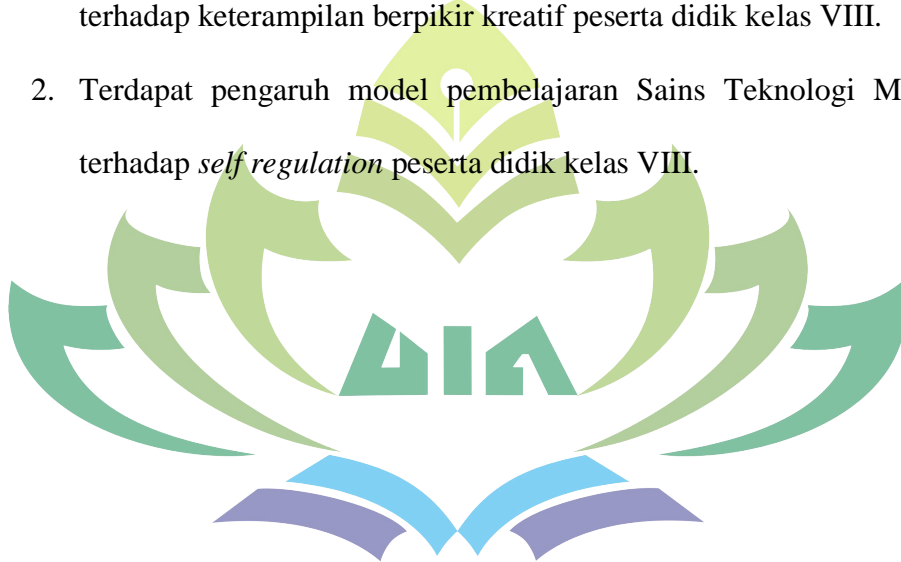 terhadap keterampilan berpikir kreatif peserta didik kelas VIII.
2. Terdapat pengaruh model pembelajaran Sains Teknologi M
terhadap self regulation peserta didik kelas VIII.
UIN